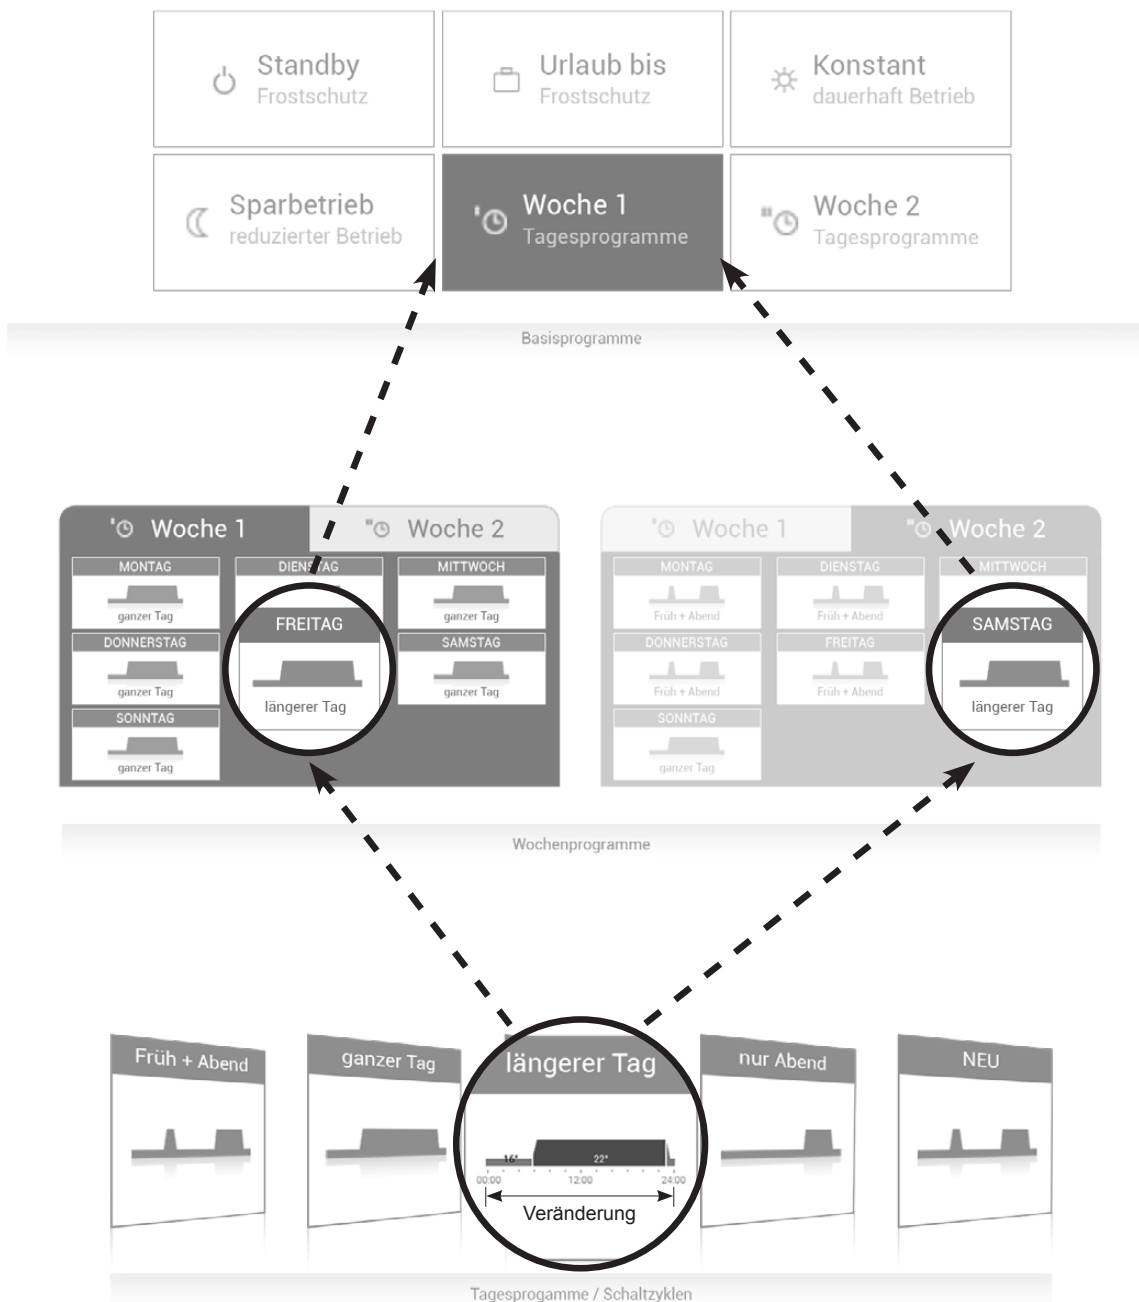 Standby
Frostschutz
Urlaub bis
Frostschutz
Konstant
dauerhaft Betrieb
Sparbetrieb
reduzierter Betrieb
Woche 1
Tagesprogramme
Woche 2
Tagesprogramme
Basisprogramme
Woche 1
Woche 2
MONTAG
ganzer Tag
DIENSTAG
MITTWOCH
ganzer Tag
DONNERSTAG
ganzer Tag
FREITAG
längerer Tag
SAMSTAG
ganzer Tag
SONNTAG
ganzer Tag
Woche 1
Woche 2
MONTAG
Früh + Abend
DIENSTAG
Früh + Abend
MITTWOCH
DONNERSTAG
Früh + Abend
FREITAG
Früh + Abend
SAMSTAG
längerer Tag
SONNTAG
ganzer Tag
Wochenprogramme
Früh + Abend
ganzer Tag
längerer Tag
16°
22°
00:00
12:00
24:00
Veränderung
nur Abend
NEU
Tagesprogamme / Schaltzyklen